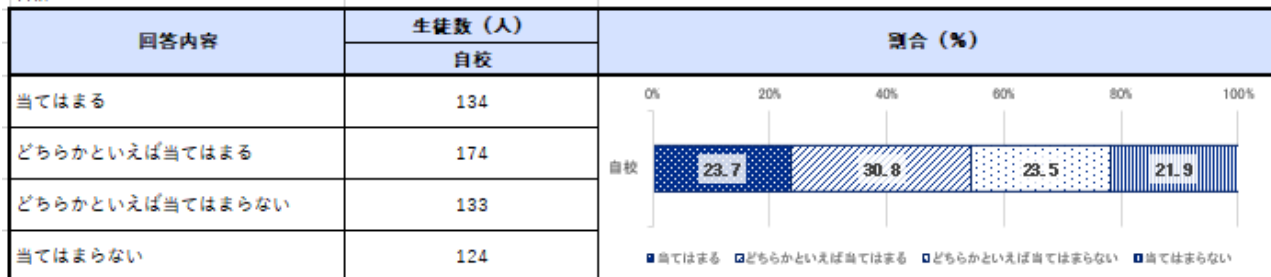 回答内容
生徒数（人）
自校
割合（%）
当てはまる 134
どちらかといえば当てはまる 174
どちらかといえば当てはまらない 133
当てはまらない 124
0% 20% 40% 60% 80% 100%
自校 23.7 30.8 23.5 21.9
当てはまる どちらかといえば当てはまる どちらかといえば当てはまらない 当てはまらない